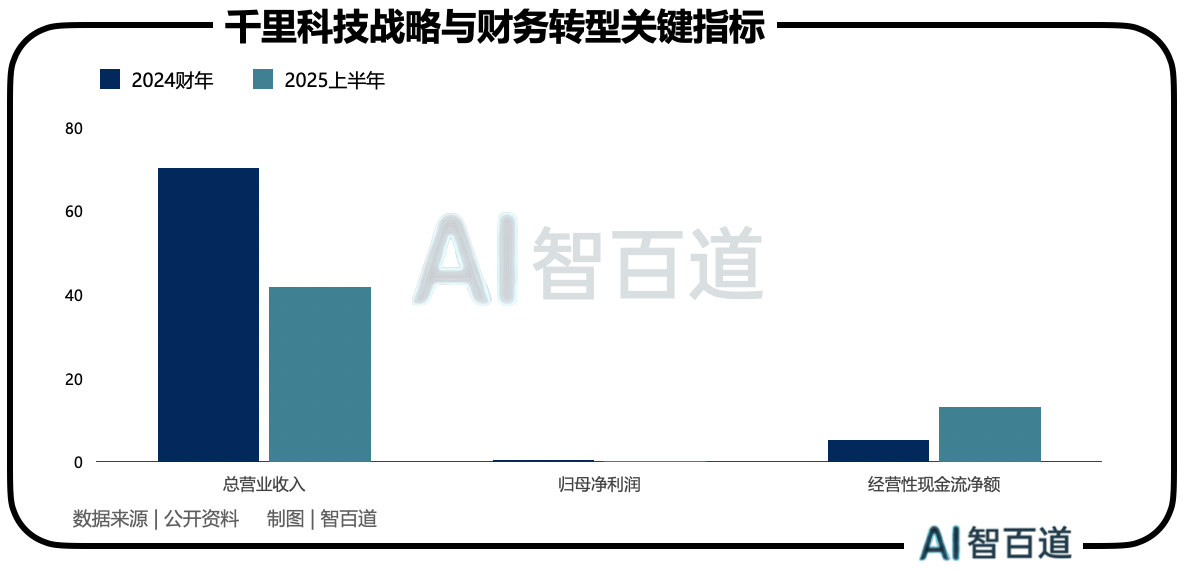 千里科技战略与财务转型关键指标
2024财年 2025上半年
80
60
40
20
0
AI智百道
总营业收入 归母净利润 经营性现金流净额
数据来源 | 公开资料 制图 | 智百道
AI智百道